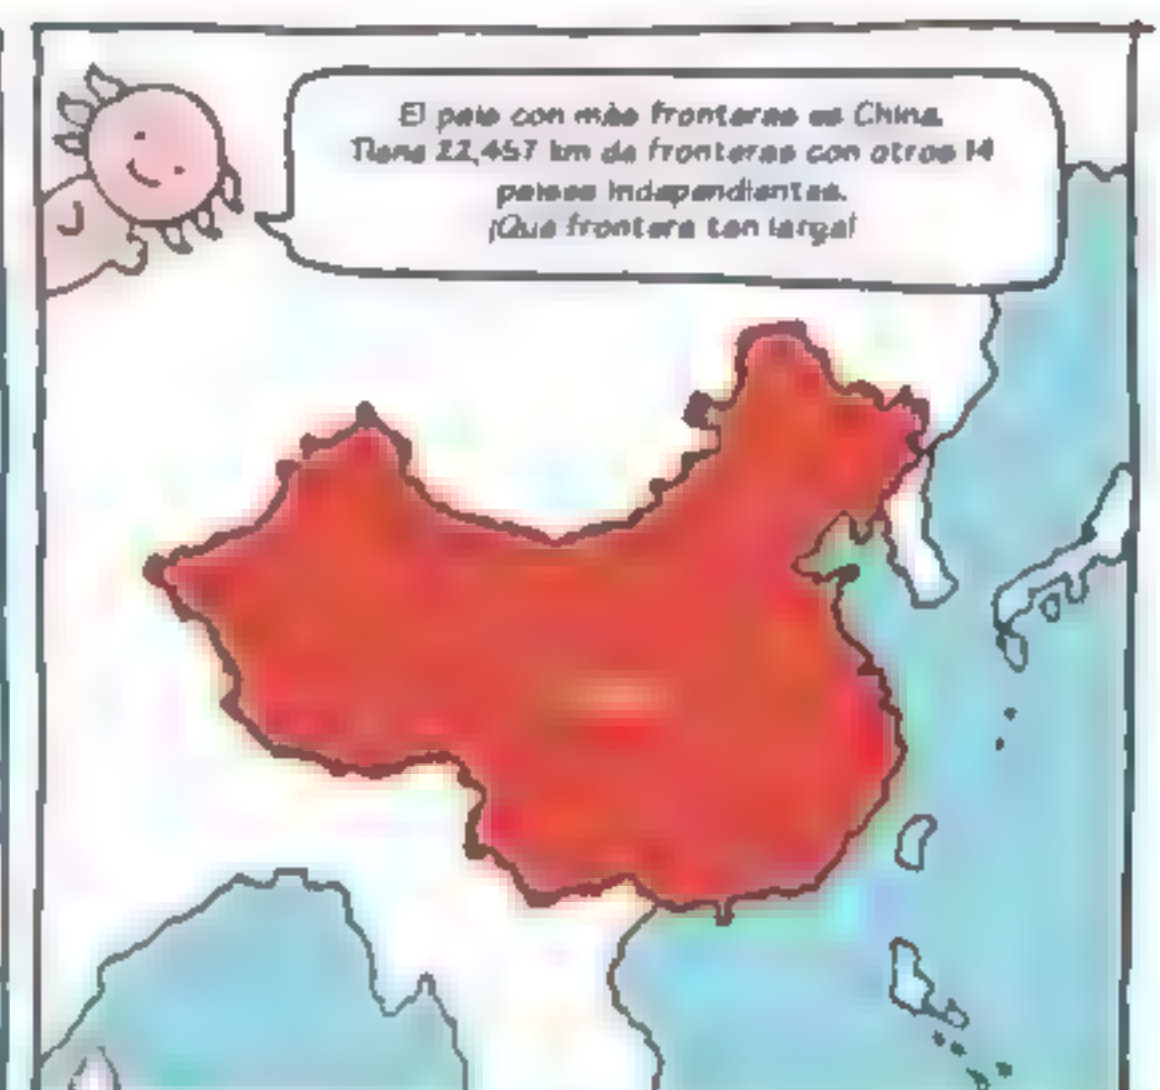 El país con más fronteras es China.
Tiene 22,457 km de fronteras con otros 14
países independientes.
¡Que frontera tan larga!
J